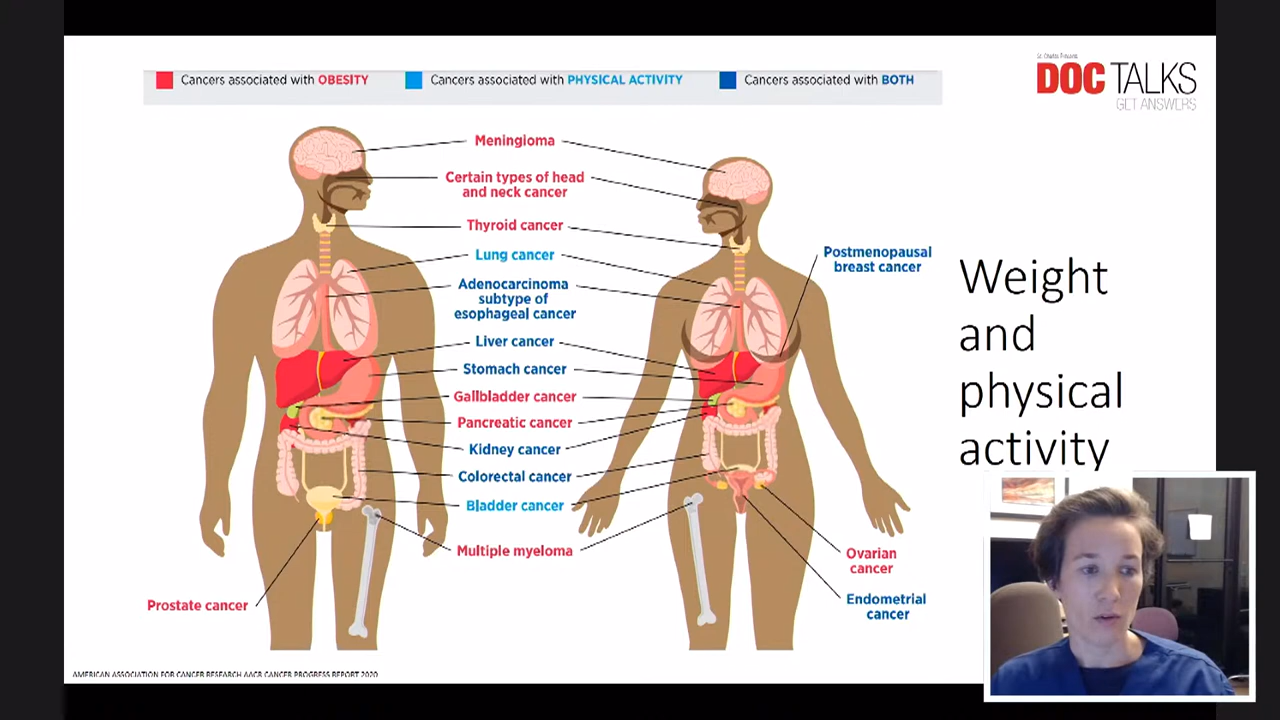 Cancers associated with OBESITY
Cancers associated with PHYSICAL ACTIVITY
Cancers associated with BOTH
DOC TALKS
GET ANSWERS
Meningioma
Certain types of head
and neck cancer
Thyroid cancer
Lung cancer
Adenocarcinoma
subtype of
esophageal cancer
Liver cancer
Stomach cancer
Gallbladder cancer
Pancreatic cancer
Kidney cancer
Colorectal cancer
Bladder cancer
Multiple myeloma
Prostate cancer
Postmenopausal
breast cancer
Ovarian
cancer
Endometrial
cancer
Weight
and
physical
activity
AMERICAN ASSOCIATION FOR CANCER RESEARCH AACR CANCER PROGRESS REPORT 2020